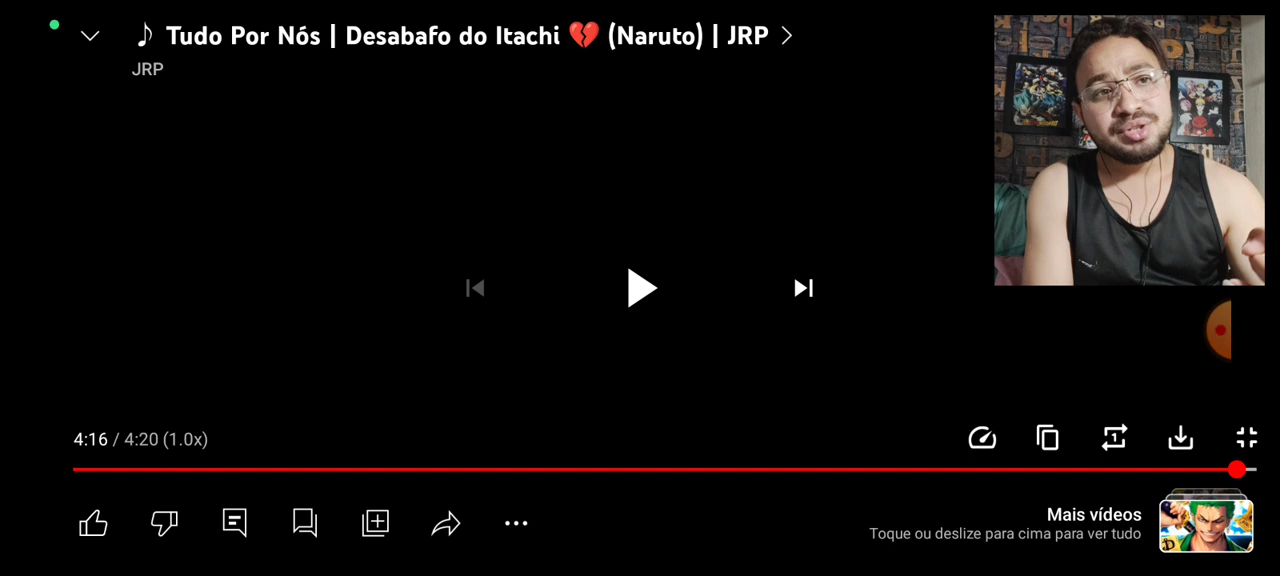 ♪ Tudo Por Nós | Desabafo do Itachi 💔 (Naruto) | JRP
JRP
4:16 / 4:20 (1.0x)
1
Mais vídeos
Toque ou deslize para cima para ver tudo